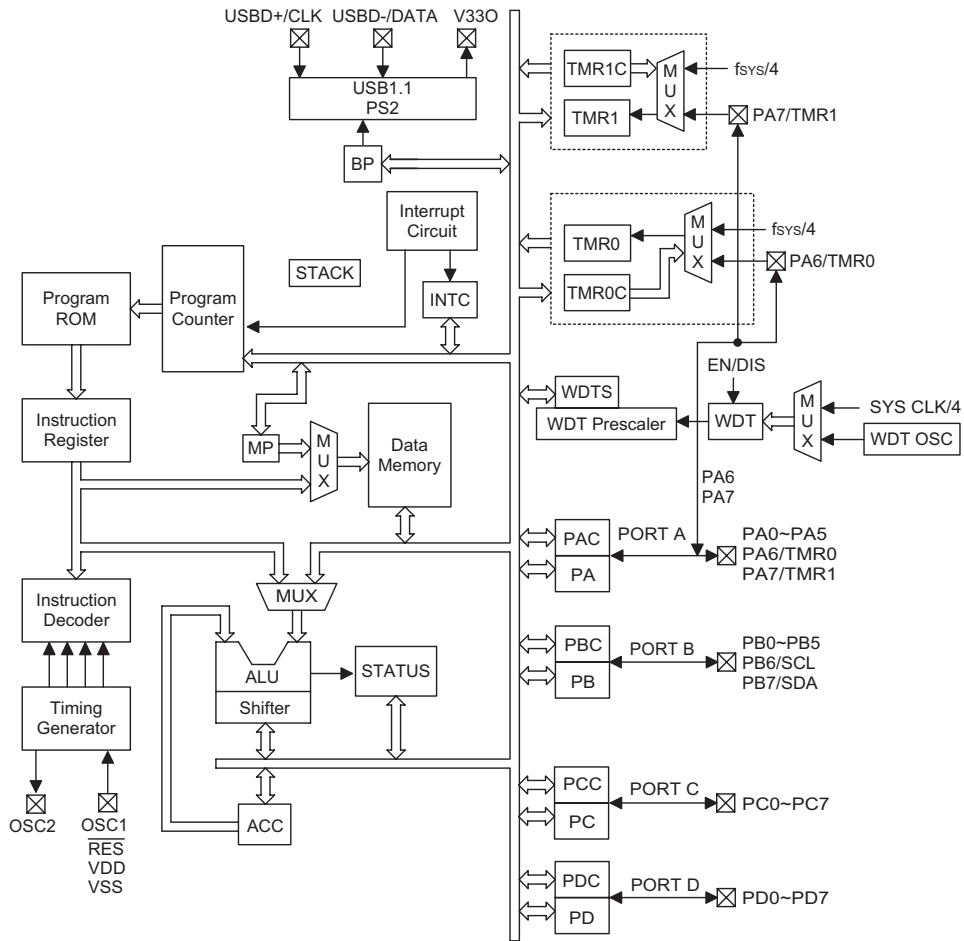 USBD+/CLK
USBD-/DATA
V33O
USB1.1
PS2
BP
TMR1C
TMR1
MUX
fSYS/4
PA7/TMR1
Interrupt
Circuit
STACK
INTC
TMR0
TMR0C
MUX
fSYS/4
PA6/TMR0
Program
ROM
Program
Counter
EN/DIS
WDTS
WDT Prescaler
WDT
MUX
SYS CLK/4
WDT OSC
Instruction
Register
MP
MUX
Data
Memory
PA6
PA7
PAC
PA
PORT A
PA0~PA5
PA6/TMR0
PA7/TMR1
Instruction
Decoder
MUX
ALU
Shifter
STATUS
PBC
PB
PORT B
PB0~PB5
PB6/SCL
PB7/SDA
Timing
Generator
OSC2
OSC1
RES
VDD
VSS
ACC
PCC
PC
PORT C
PC0~PC7
PDC
PD
PORT D
PD0~PD7